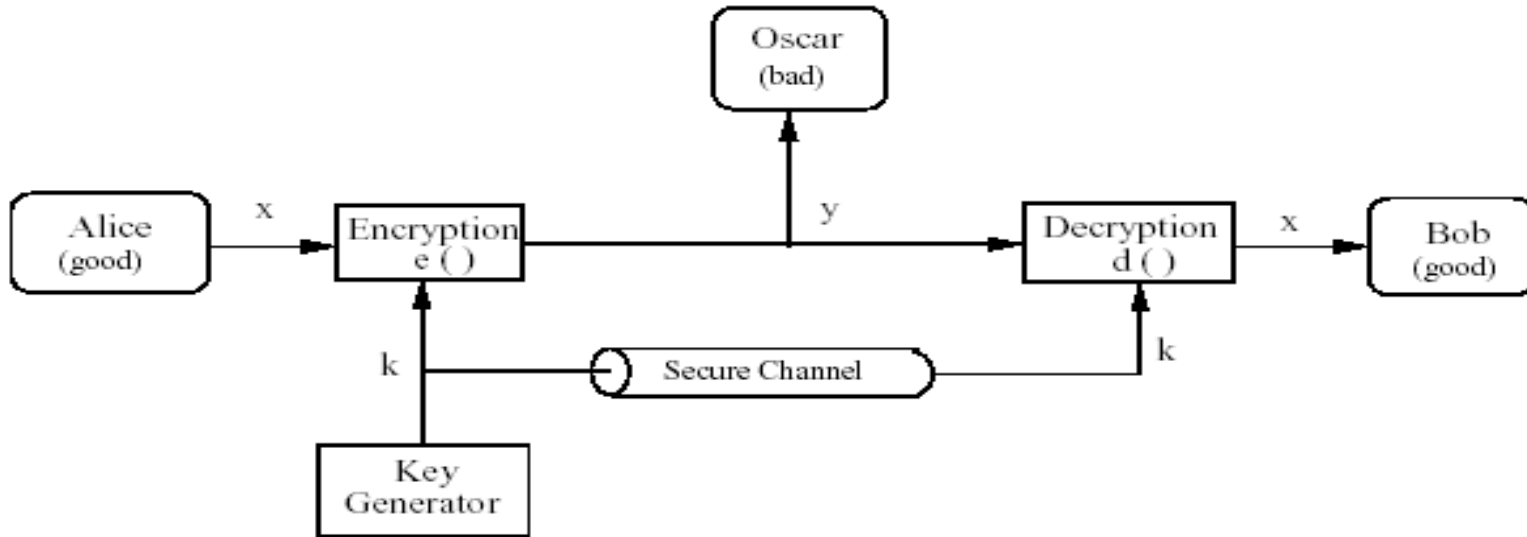 Oscar
(bad)
Alice
(good)
x
Encryption
e ( )
y
Decryption
d ( )
x
Bob
(good)
k
Secure Channel
k
Key
Generator